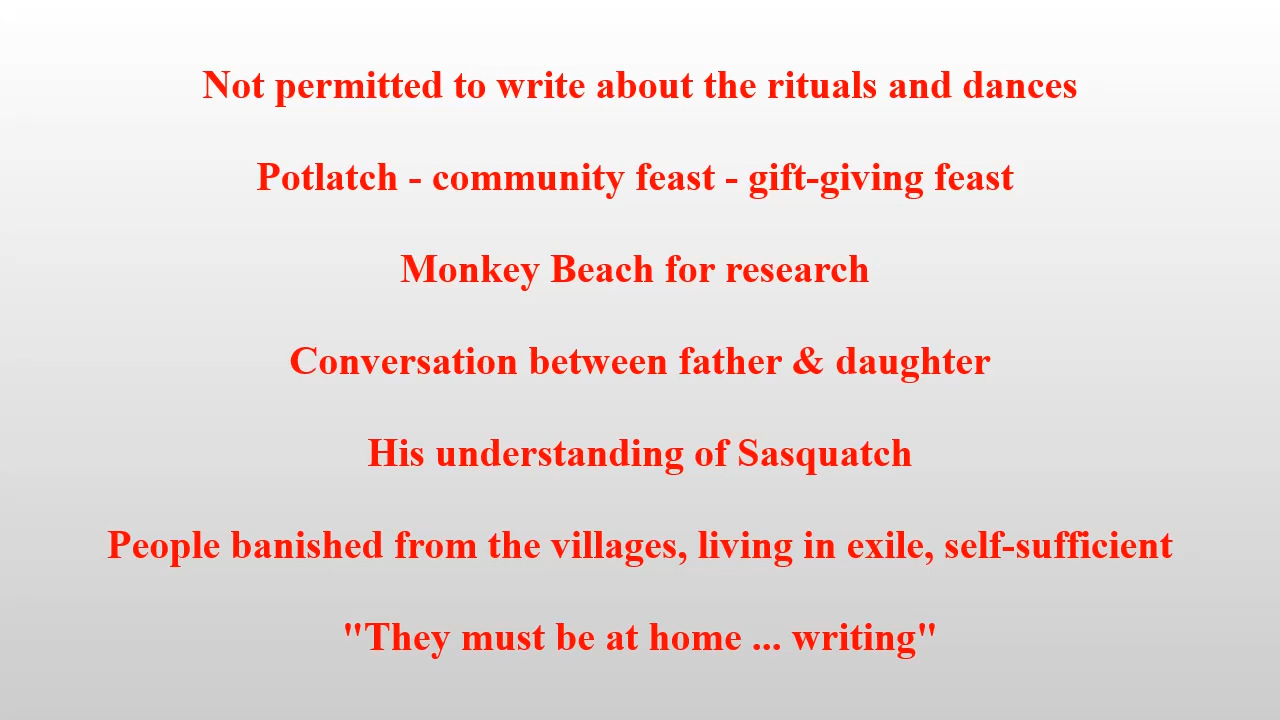 Not permitted to write about the rituals and dances
Potlatch - community feast - gift-giving feast
Monkey Beach for research
Conversation between father & daughter
His understanding of Sasquatch
People banished from the villages, living in exile, self-sufficient
"They must be at home ... writing"